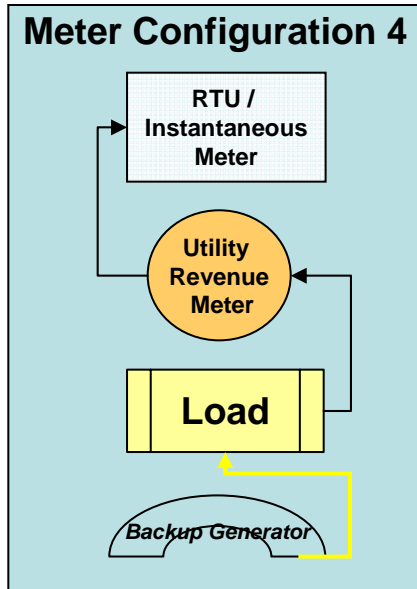 Meter Configuration 4
RTU /
Instantaneous
Meter
Utility
Revenue
Meter
Load
Backup Generator